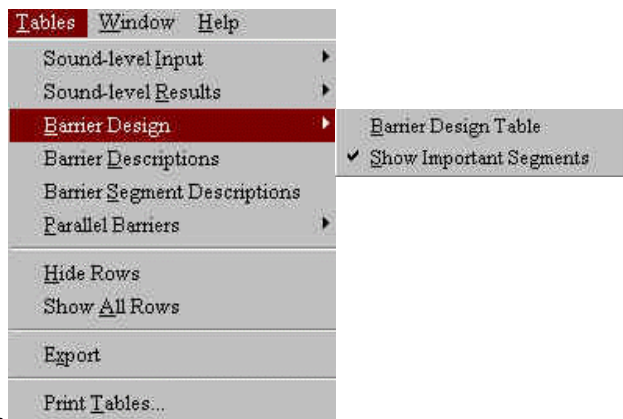 Tables Window Help
Sound-level Input
Sound-level Results
Barrier Design
Barrier Design Table
Barrier Descriptions
Show Important Segments
Barrier Segment Descriptions
Parallel Barriers
Hide Rows
Show All Rows
Export
Print Tables...